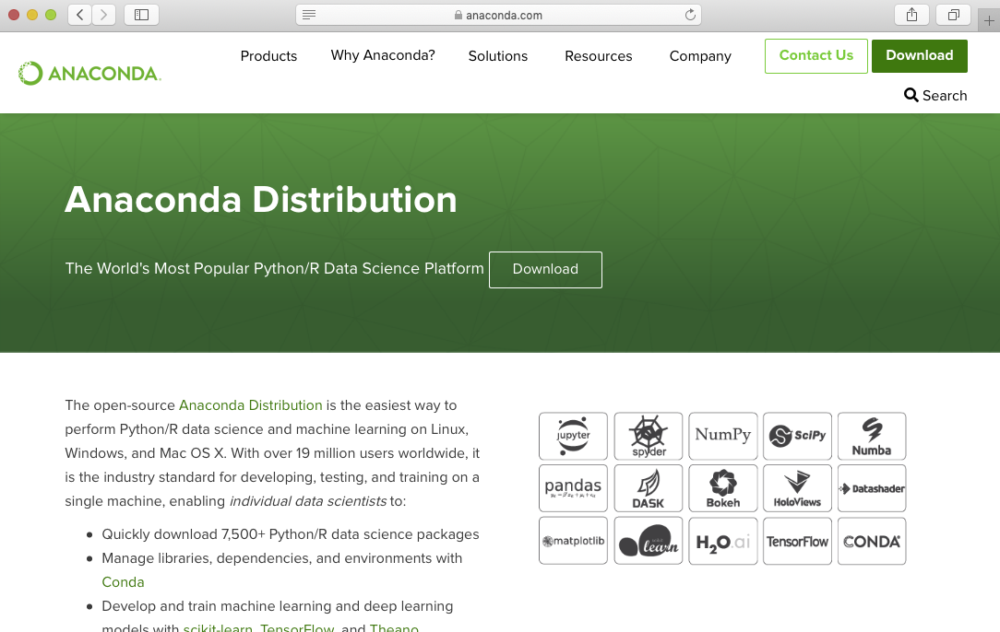 anaconda.com
ANACONDA.
Products Why Anaconda? Solutions Resources Company Contact Us Download
Search
Anaconda Distribution
The World's Most Popular Python/R Data Science Platform Download
The open-source Anaconda Distribution is the easiest way to
perform Python/R data science and machine learning on Linux,
Windows, and Mac OS X. With over 19 million users worldwide, it
is the industry standard for developing, testing, and training on a
single machine, enabling individual data scientists to:
• Quickly download 7,500+ Python/R data science packages
• Manage libraries, dependencies, and environments with
Conda
• Develop and train machine learning and deep learning
models with scikit-learn, TensorFlow, and Theano
jupyter spyder NumPy SciPy Numba
pandas DASK Bokeh HoloViews Datashader
matplotlib learn H2O.ai TensorFlow CONDA